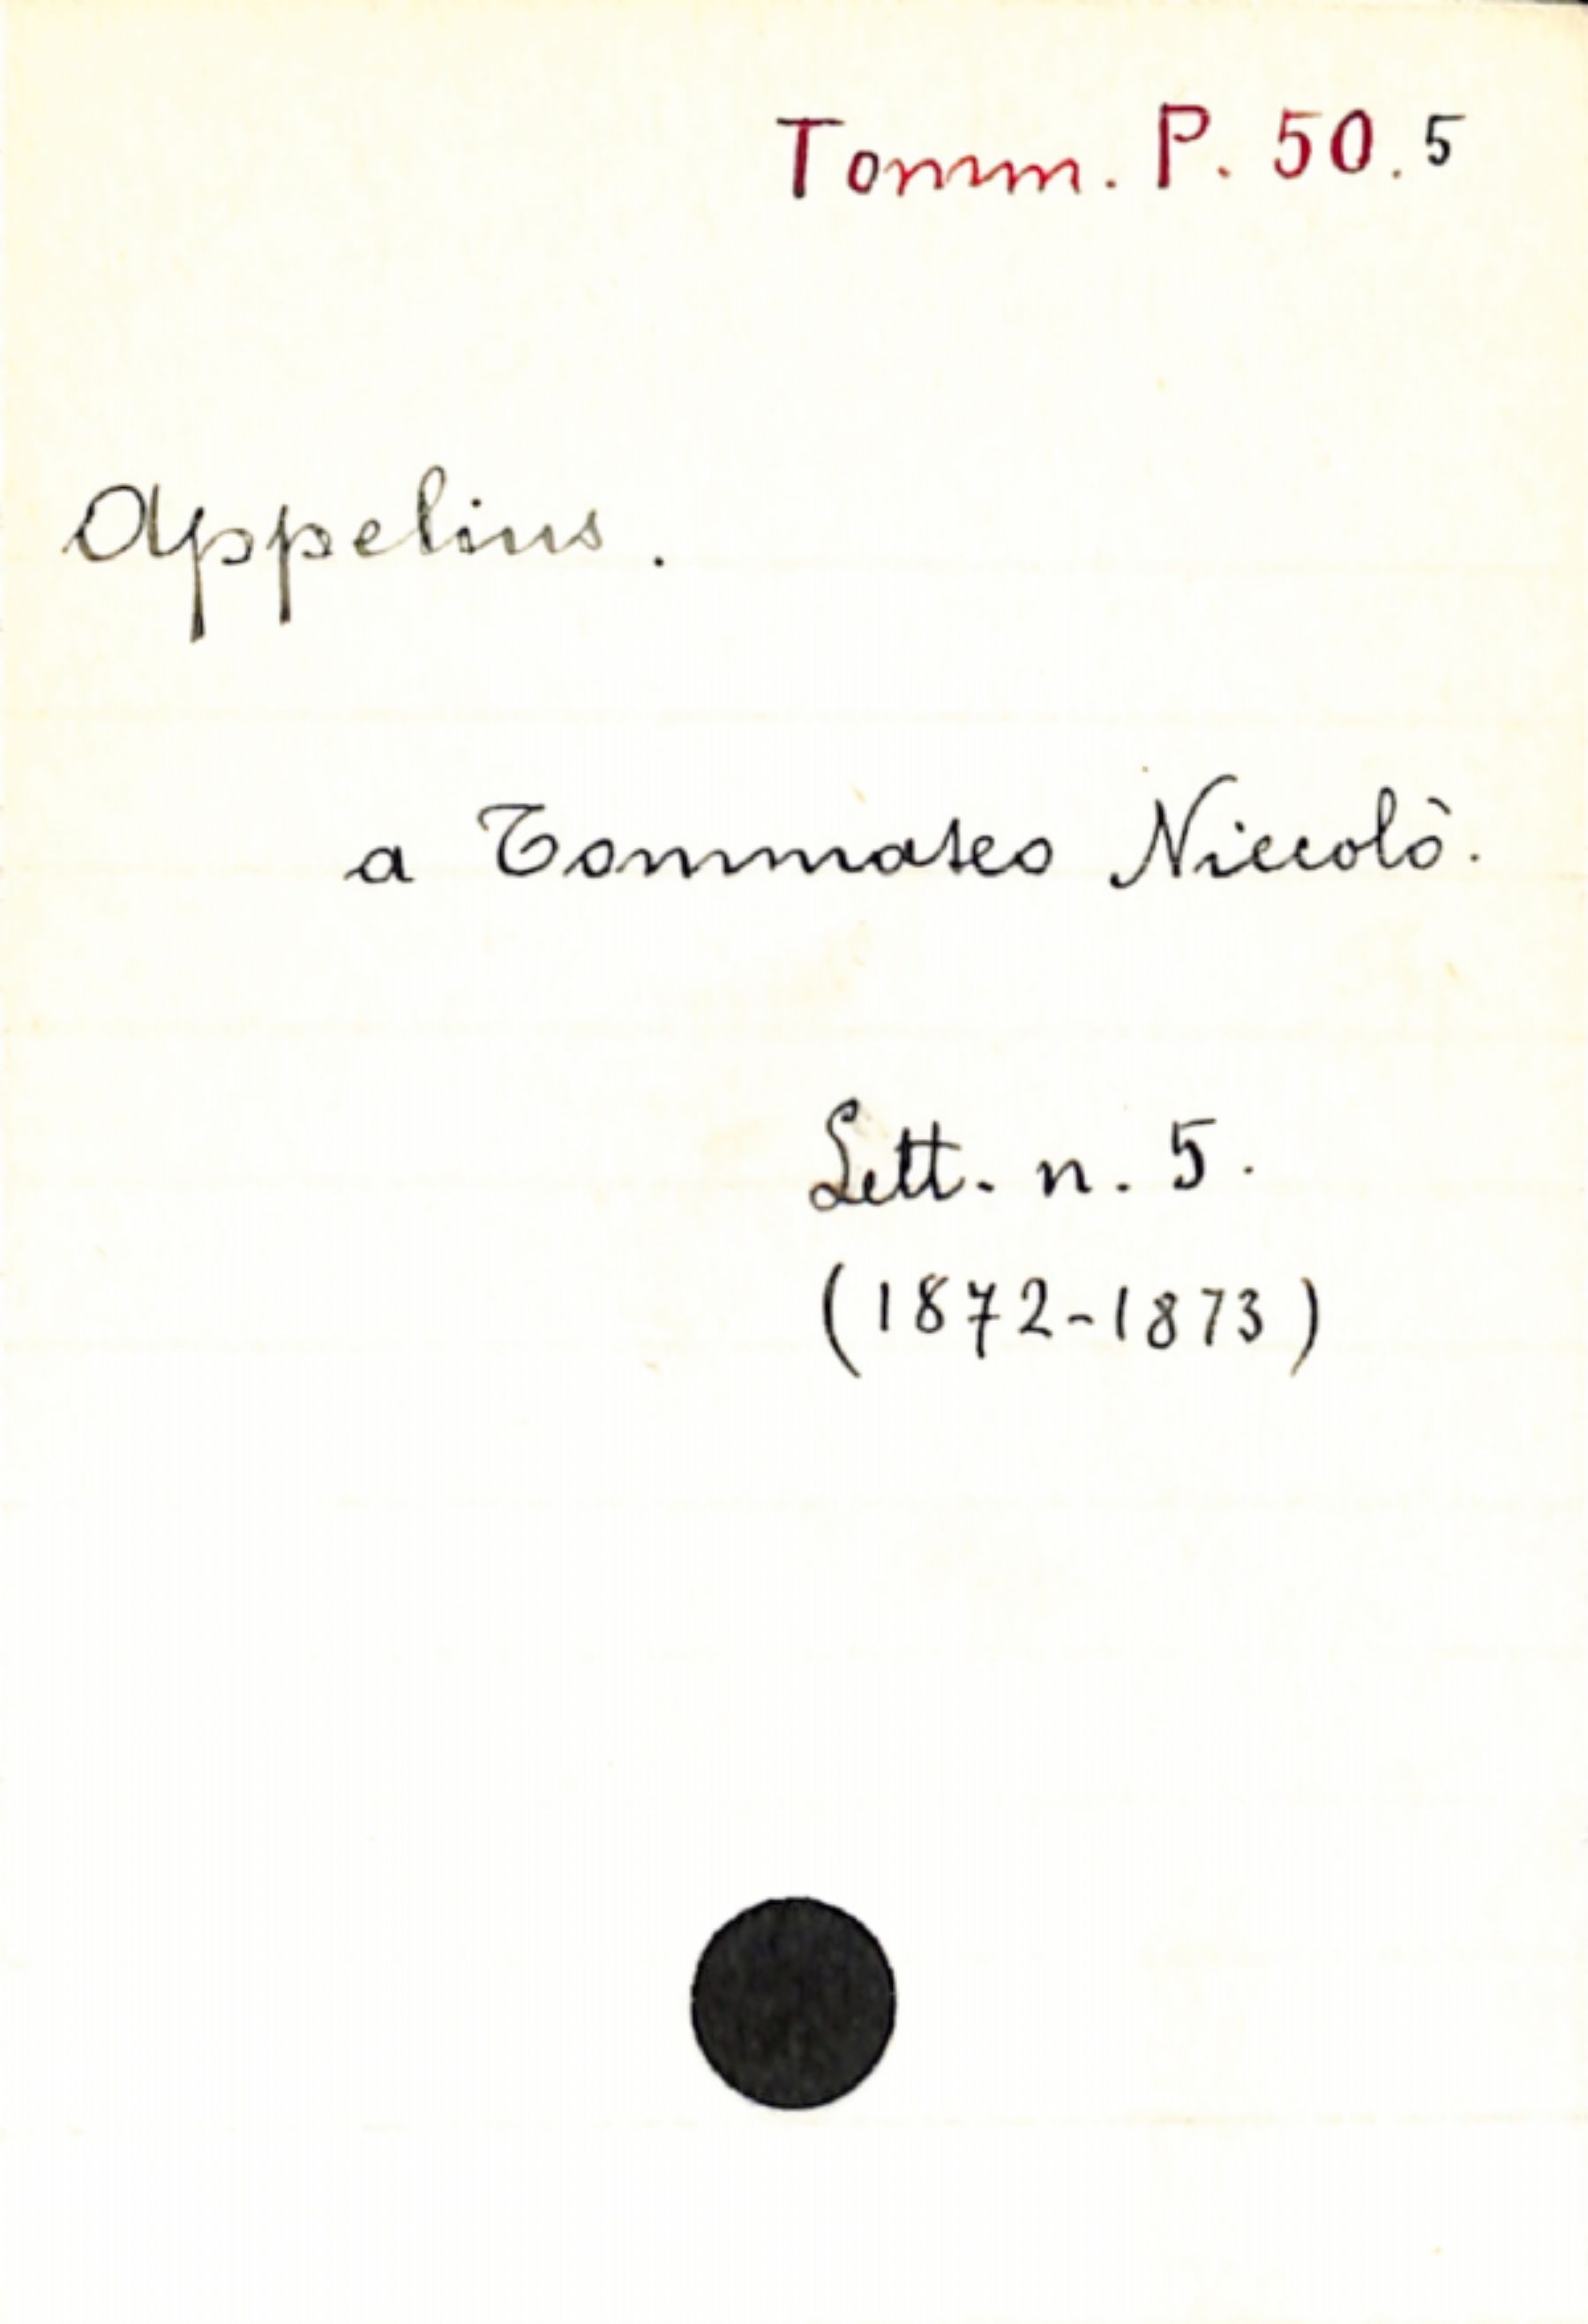 Tomm. P. 50. 5
Appelius.
a Tommaseo Niccolò.
Lett. n. 5.
(1872-1873)